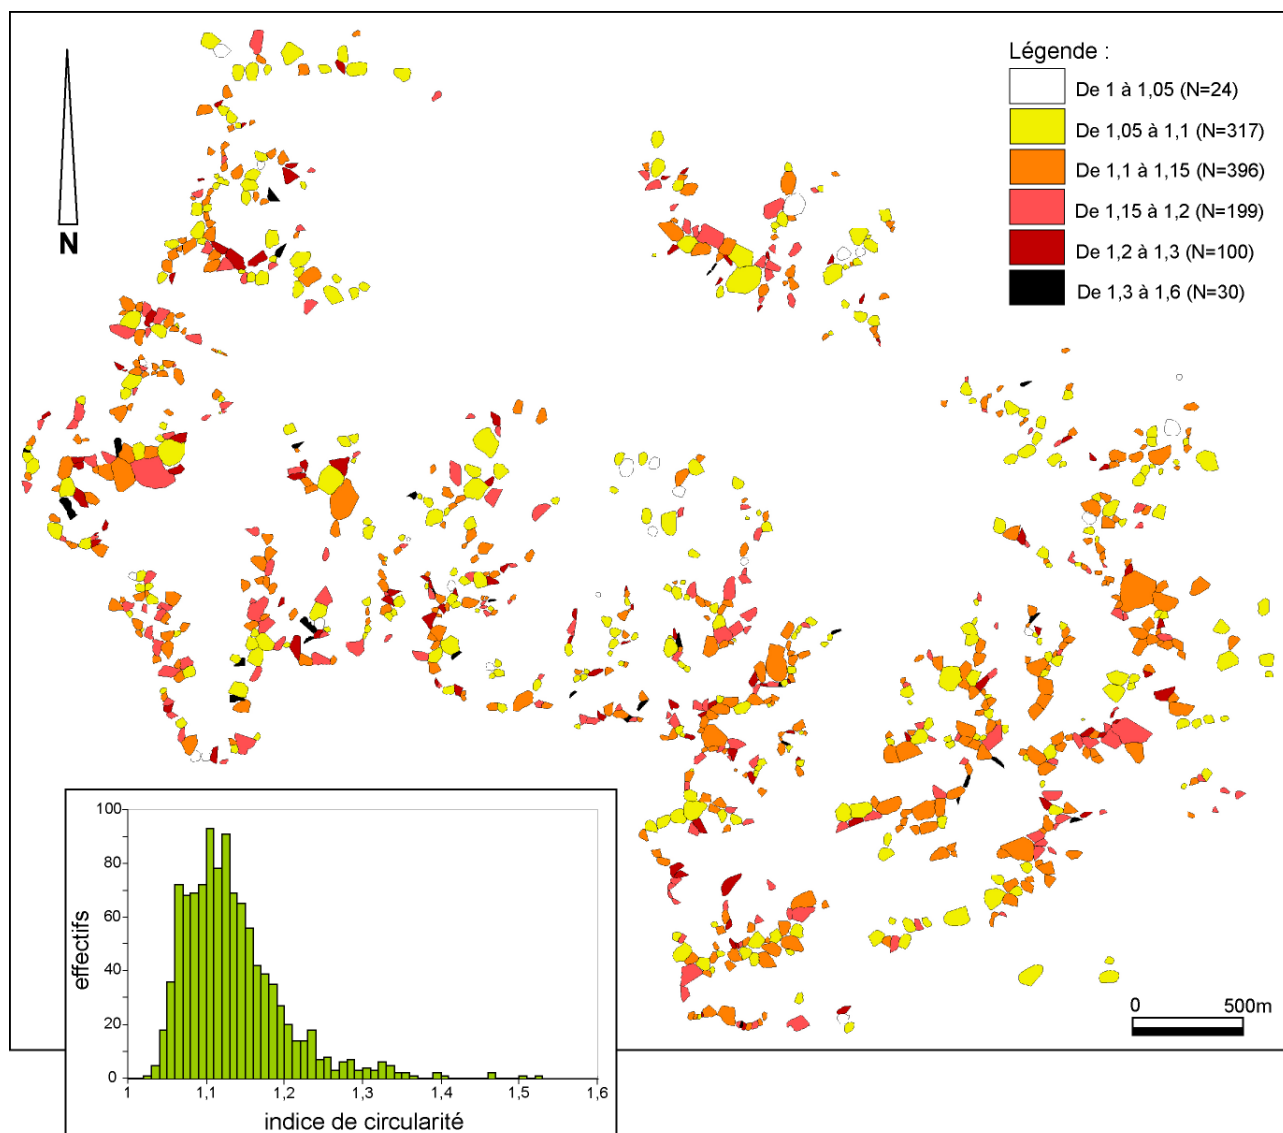 Légende :
De 1 à 1,05 (N=24)
De 1,05 à 1,1 (N=317)
De 1,1 à 1,15 (N=396)
De 1,15 à 1,2 (N=199)
De 1,2 à 1,3 (N=100)
De 1,3 à 1,6 (N=30)
N
100
80
60
40
20
0
effectifs
1 1,1 1,2 1,3 1,4 1,5 1,6
indice de circularité
0 500m